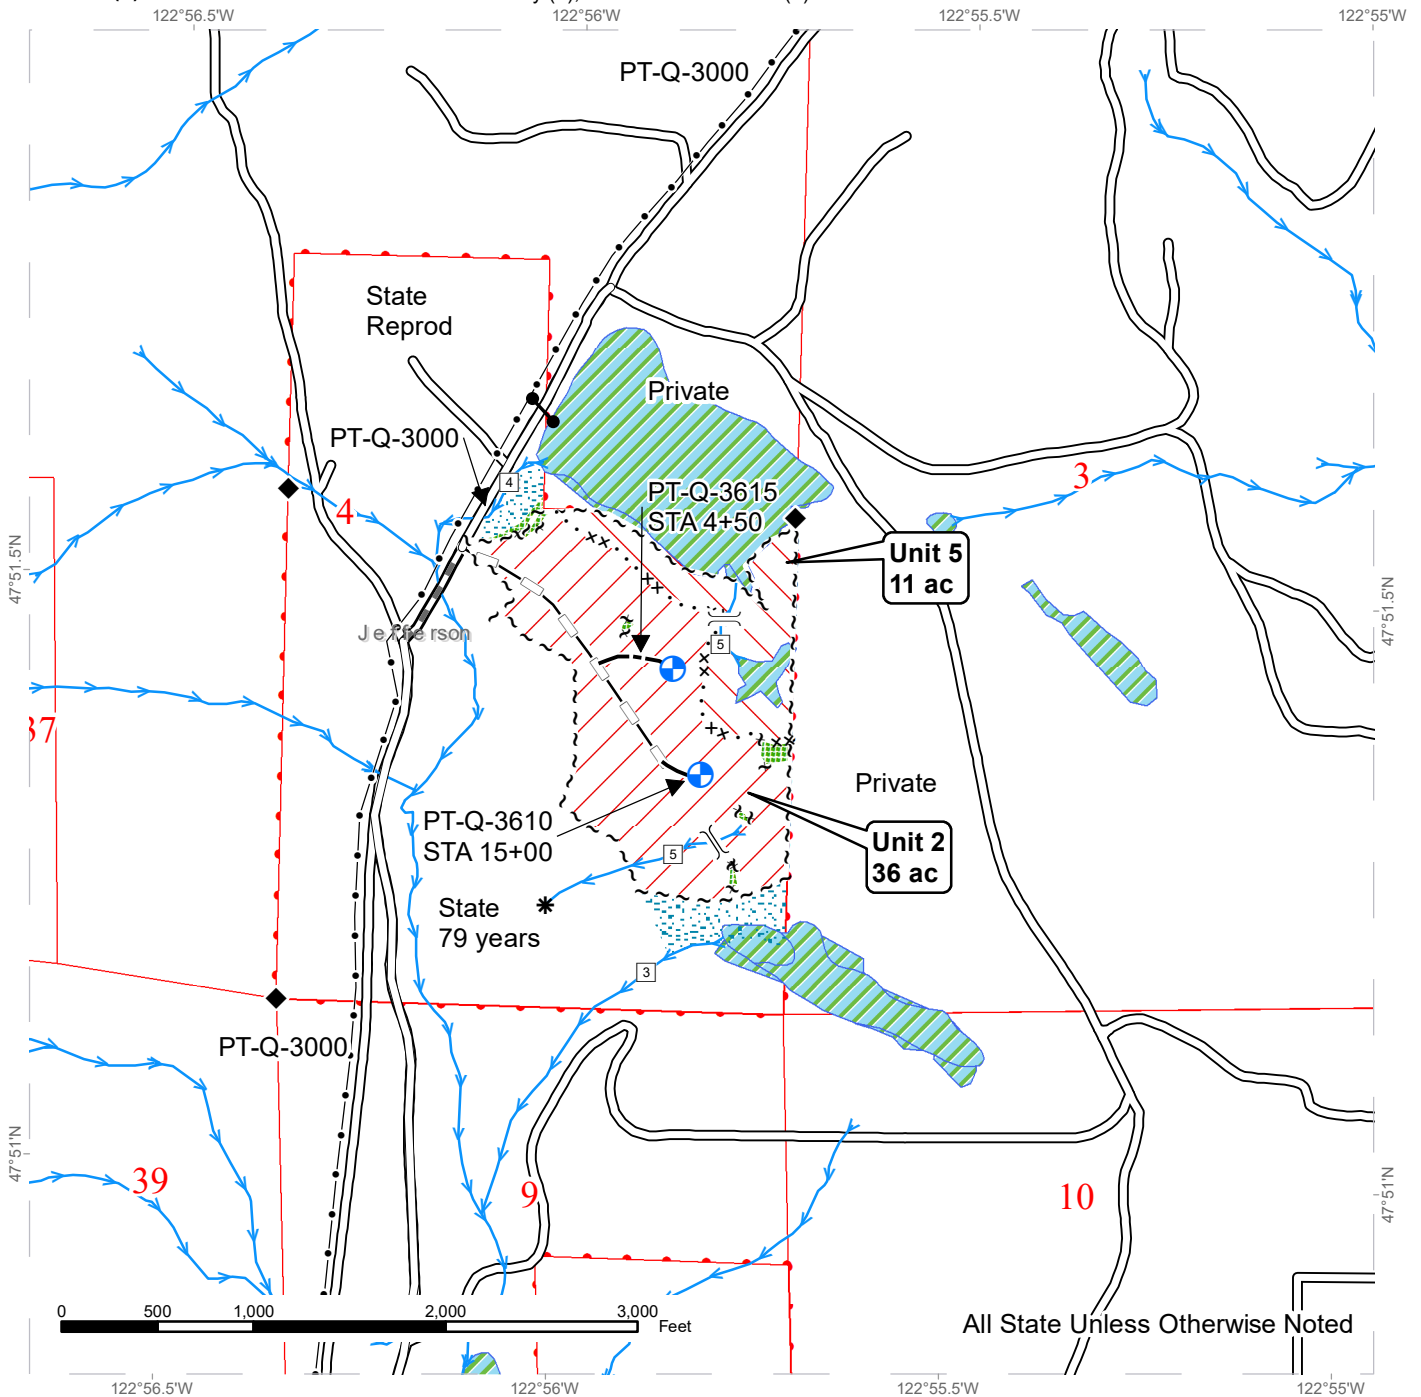 122°56.5'W
122°56'W
122°55.5'W
122°55'W
PT-Q-3000
State
Reprod
Private
PT-Q-3000
4
3
PT-Q-3615
STA 4+50
4
Unit 5
11 ac
47°51.5'N
47°51.5'N
Jefferson
5
37
Private
PT-Q-3610
STA 15+00
Unit 2
36 ac
5
State
79 years
3
PT-Q-3000
47°51'N
39
9
10
47°51'N
0
500
1,000
2,000
3,000
Feet
All State Unless Otherwise Noted
122°56.5'W
122°56'W
122°55.5'W
122°55'W